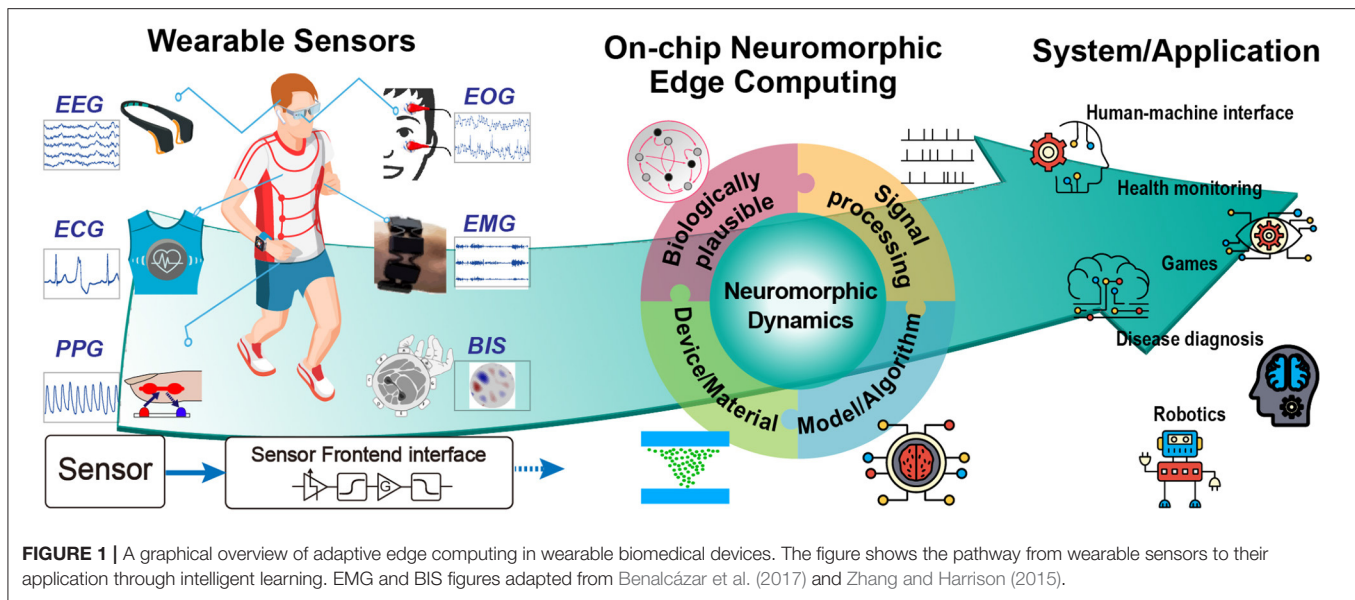 Wearable Sensors
EEG
EOG
ECG
EMG
PPG
BIS
Sensor
Sensor Frontend interface
G
On-chip Neuromorphic
Edge Computing
Biologically
plausible
Signal
processing
Neuromorphic
Dynamics
Device/Material
Model/Algorithm
System/Application
Human-machine interface
Health monitoring
Games
Disease diagnosis
Robotics
FIGURE 1 | A graphical overview of adaptive edge computing in wearable biomedical devices. The figure shows the pathway from wearable sensors to their
application through intelligent learning. EMG and BIS figures adapted from Benalcázar et al. (2017) and Zhang and Harrison (2015).